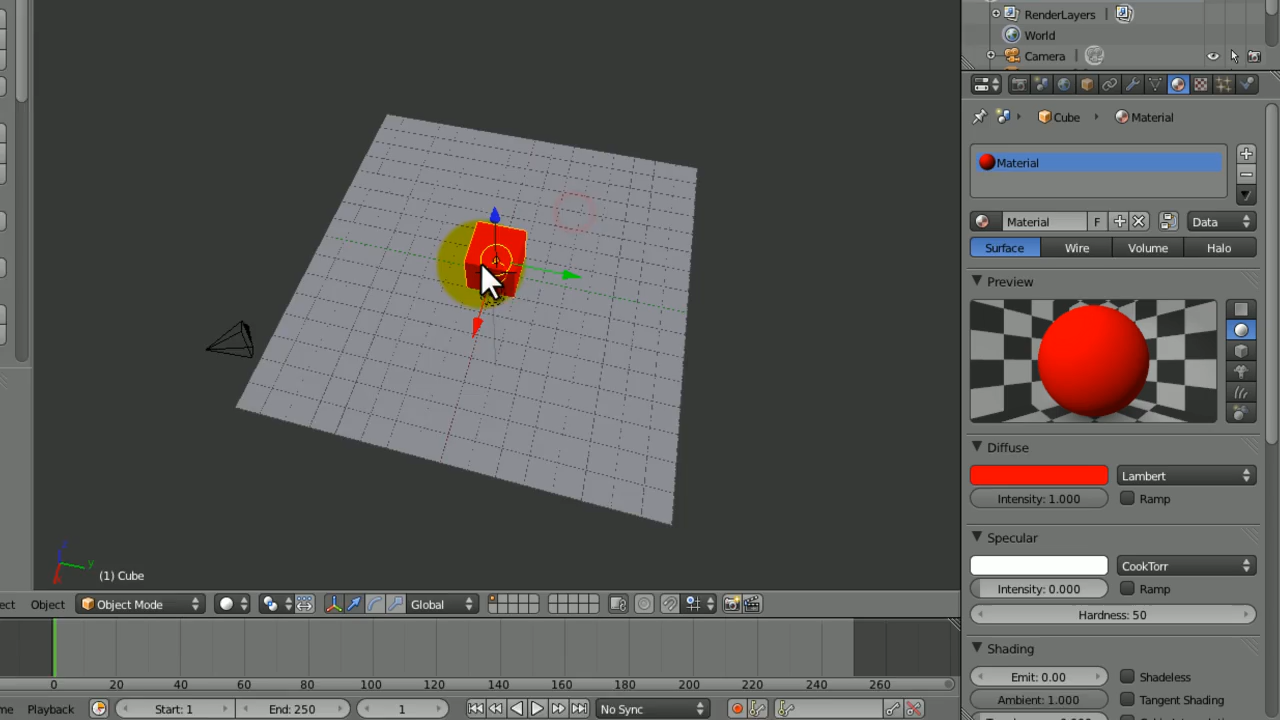 RenderLayers |
World
Camera |
Cube
Material
Material
Material
F
Data
Surface
Wire
Volume
Halo
Preview
Diffuse
Lambert
Intensity: 1.000
Ramp
Specular
CookTorr
Intensity: 0.000
Ramp
Hardness: 50
Shading
Emit: 0.00
Shadeless
Ambient: 1.000
Tangent Shading
z
y
(1) Cube
ect
Object
Object Mode
Global
0
20
40
60
80
100
120
140
160
180
200
220
240
260
me
Playback
Start: 1
End: 250
1
No Sync